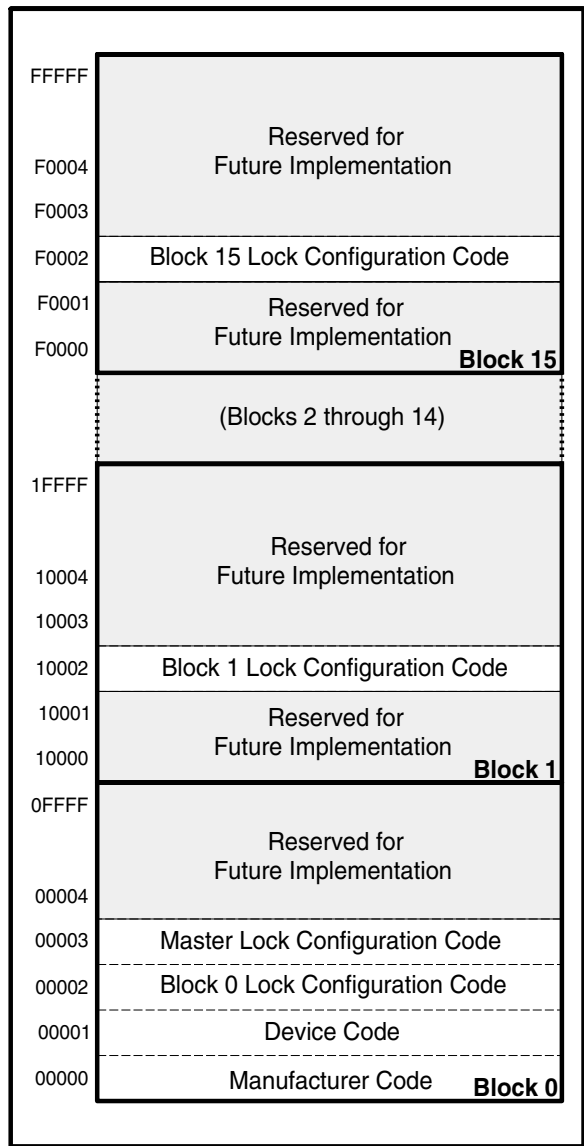 FFFFF
Reserved for
Future Implementation
F0004
F0003
F0002 Block 15 Lock Configuration Code
F0001 Reserved for
Future Implementation
F0000
Block 15
(Blocks 2 through 14)
1FFFF
Reserved for
Future Implementation
10004
10003
10002 Block 1 Lock Configuration Code
10001 Reserved for
Future Implementation
10000
Block 1
0FFFF
Reserved for
Future Implementation
00004
00003 Master Lock Configuration Code
00002 Block 0 Lock Configuration Code
00001 Device Code
00000 Manufacturer Code Block 0